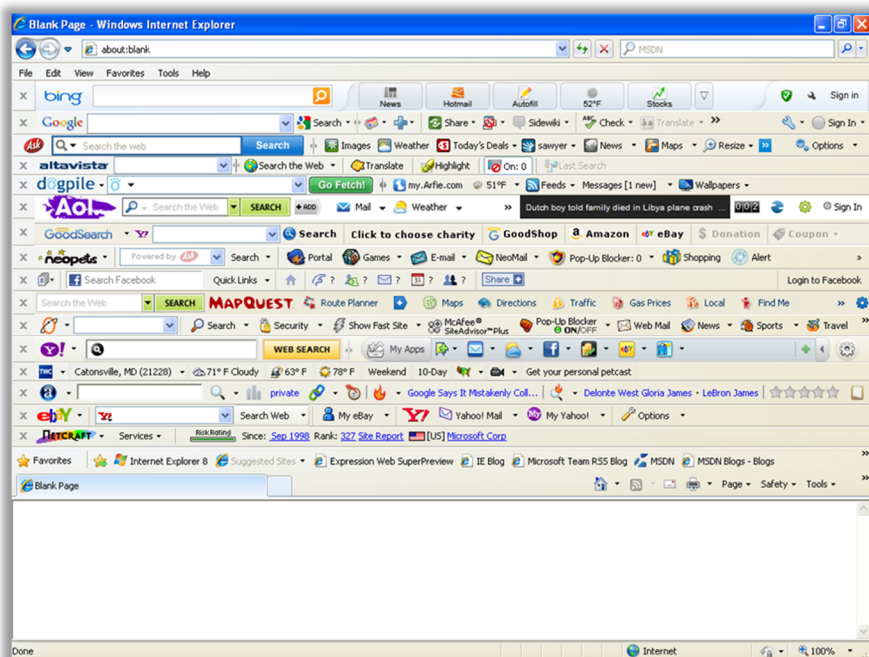 Blank Page - Windows Internet Explorer
about:blank MSDN
File Edit View Favorites Tools Help
bing News Hotmail Autofill 52°F Stocks Sign in
Google Search Share Sidewiki Check Translate Sign In
Ask Search the web Search Images Weather Today's Deals sawyer News Maps Resize Options
altavista Search the Web Translate Highlight On: 0 Last Search
dogpile Go Fetch! my.Arfie.com 51°F Feeds Messages [1 new] Wallpapers
Aol. Search the Web SEARCH ADD Mail Weather Dutch boy told family died in Libya plane crash ... 002 Sign In
GoodSearch Search Click to choose charity GoodShop Amazon eBay Donation Coupon
neopets Powered by Ask Search Portal Games E-mail NeoMail Pop-Up Blocker: 0 Shopping Alert
Search Facebook Quick Links ? ? ? ? ? Share Login to Facebook
Search the Web SEARCH MAPQUEST Route Planner Maps Directions Traffic Gas Prices Local Find Me
Search Security Show Fast Site McAfee® SiteAdvisor™Plus Pop-Up Blocker ON/OFF Web Mail News Sports Travel
Y! WEB SEARCH My Apps
TWC Catonsville, MD (21228) 71° F Cloudy 63° F 78° F Weekend 10-Day Get your personal petcast
private Google Says It Mistakenly Coll... Delonte West Gloria James - LeBron James
ebY Search Web My eBay Yahoo! Mail My Yahoo! Options
NETCRAFT Services Risk Rating Since: Sep 1998 Rank: 327 Site Report [US] Microsoft Corp
Favorites Internet Explorer 8 Suggested Sites Expression Web SuperPreview IE Blog Microsoft Team RSS Blog MSDN MSDN Blogs - Blogs
Blank Page Page Safety Tools
Done Internet 100%